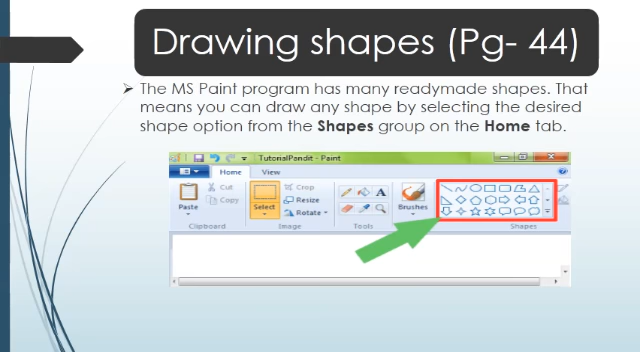 Drawing shapes (Pg- 44)
➢ The MS Paint program has many readymade shapes. That
means you can draw any shape by selecting the desired
shape option from the Shapes group on the Home tab.
TutorialPandit - Paint
Home View
Cut
Copy
Paste
Clipboard
Select
Crop
Resize
Rotate
Image
A
Tools
Brushes
Shapes